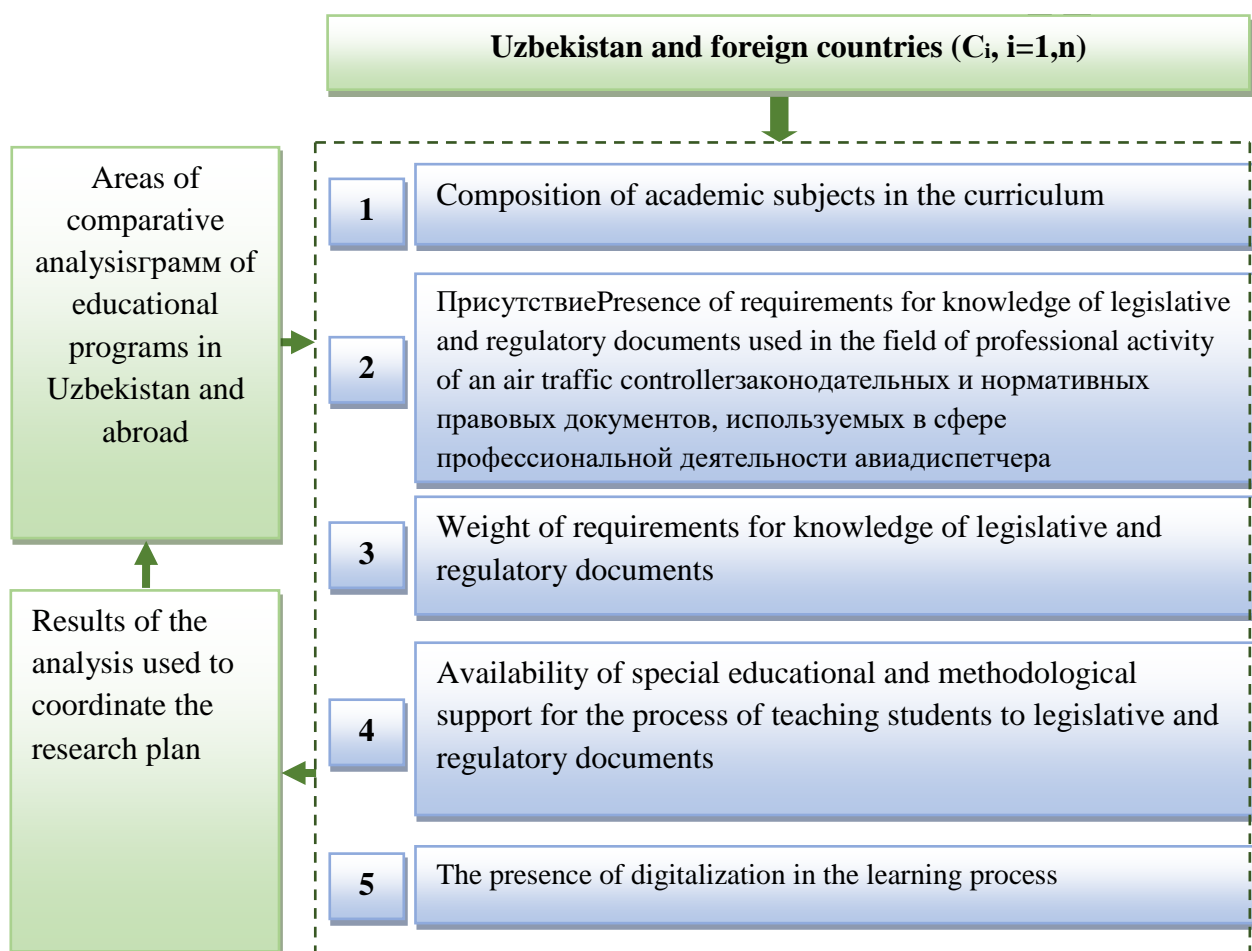 Uzbekistan and foreign countries (Cᵢ, i=1,n)
Areas of
comparative
analysisграмм of
educational
programs in
Uzbekistan and
abroad
Results of the
analysis used to
coordinate the
research plan
1
Composition of academic subjects in the curriculum
2
ПрисутствиеPresence of requirements for knowledge of legislative
and regulatory documents used in the field of professional activity
of an air traffic controllerзаконодательных и нормативных
правовых документов, используемых в сфере
профессиональной деятельности авиадиспетчера
3
Weight of requirements for knowledge of legislative and
regulatory documents
4
Availability of special educational and methodological
support for the process of teaching students to legislative and
regulatory documents
5
The presence of digitalization in the learning process